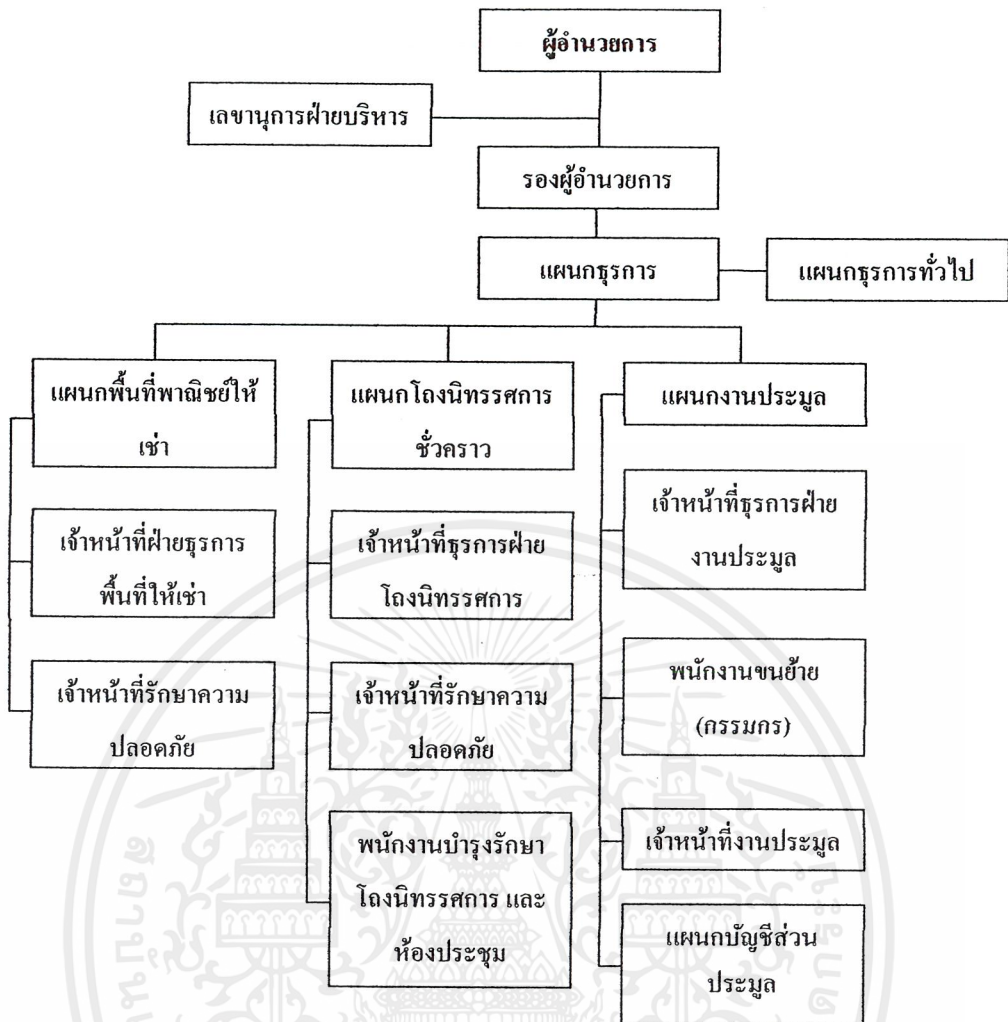 ผู้อำนวยการ
เลขานุการฝ่ายบริหาร
รองผู้อำนวยการ
แผนกธุรการ
แผนกธุรการทั่วไป
แผนกพื้นที่พาณิชย์ให้
เช่า
เจ้าหน้าที่ฝ่ายธุรการ
พื้นที่ให้เช่า
เจ้าหน้าที่รักษาความ
ปลอดภัย
แผนกโถงนิทรรศการ
ชั่วคราว
เจ้าหน้าที่ธุรการฝ่าย
โถงนิทรรศการ
เจ้าหน้าที่รักษาความ
ปลอดภัย
พนักงานบำรุงรักษา
โถงนิทรรศการ และ
ห้องประชุม
แผนกงานประมูล
เจ้าหน้าที่ธุรการฝ่าย
งานประมูล
พนักงานขนย้าย
(กรรมกร)
เจ้าหน้าที่งานประมูล
แผนกบัญชีส่วน
ประมูล